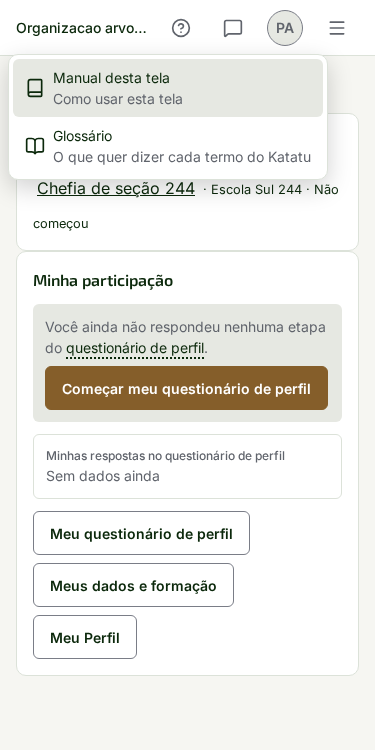 Organizacao arvo...
PA
Manual desta tela
Como usar esta tela
Glossário
O que quer dizer cada termo do Katatu
Chefia de seção 244 · Escola Sul 244 · Não
começou
Minha participação
Você ainda não respondeu nenhuma etapa
do questionário de perfil.
Começar meu questionário de perfil
Minhas respostas no questionário de perfil
Sem dados ainda
Meu questionário de perfil
Meus dados e formação
Meu Perfil